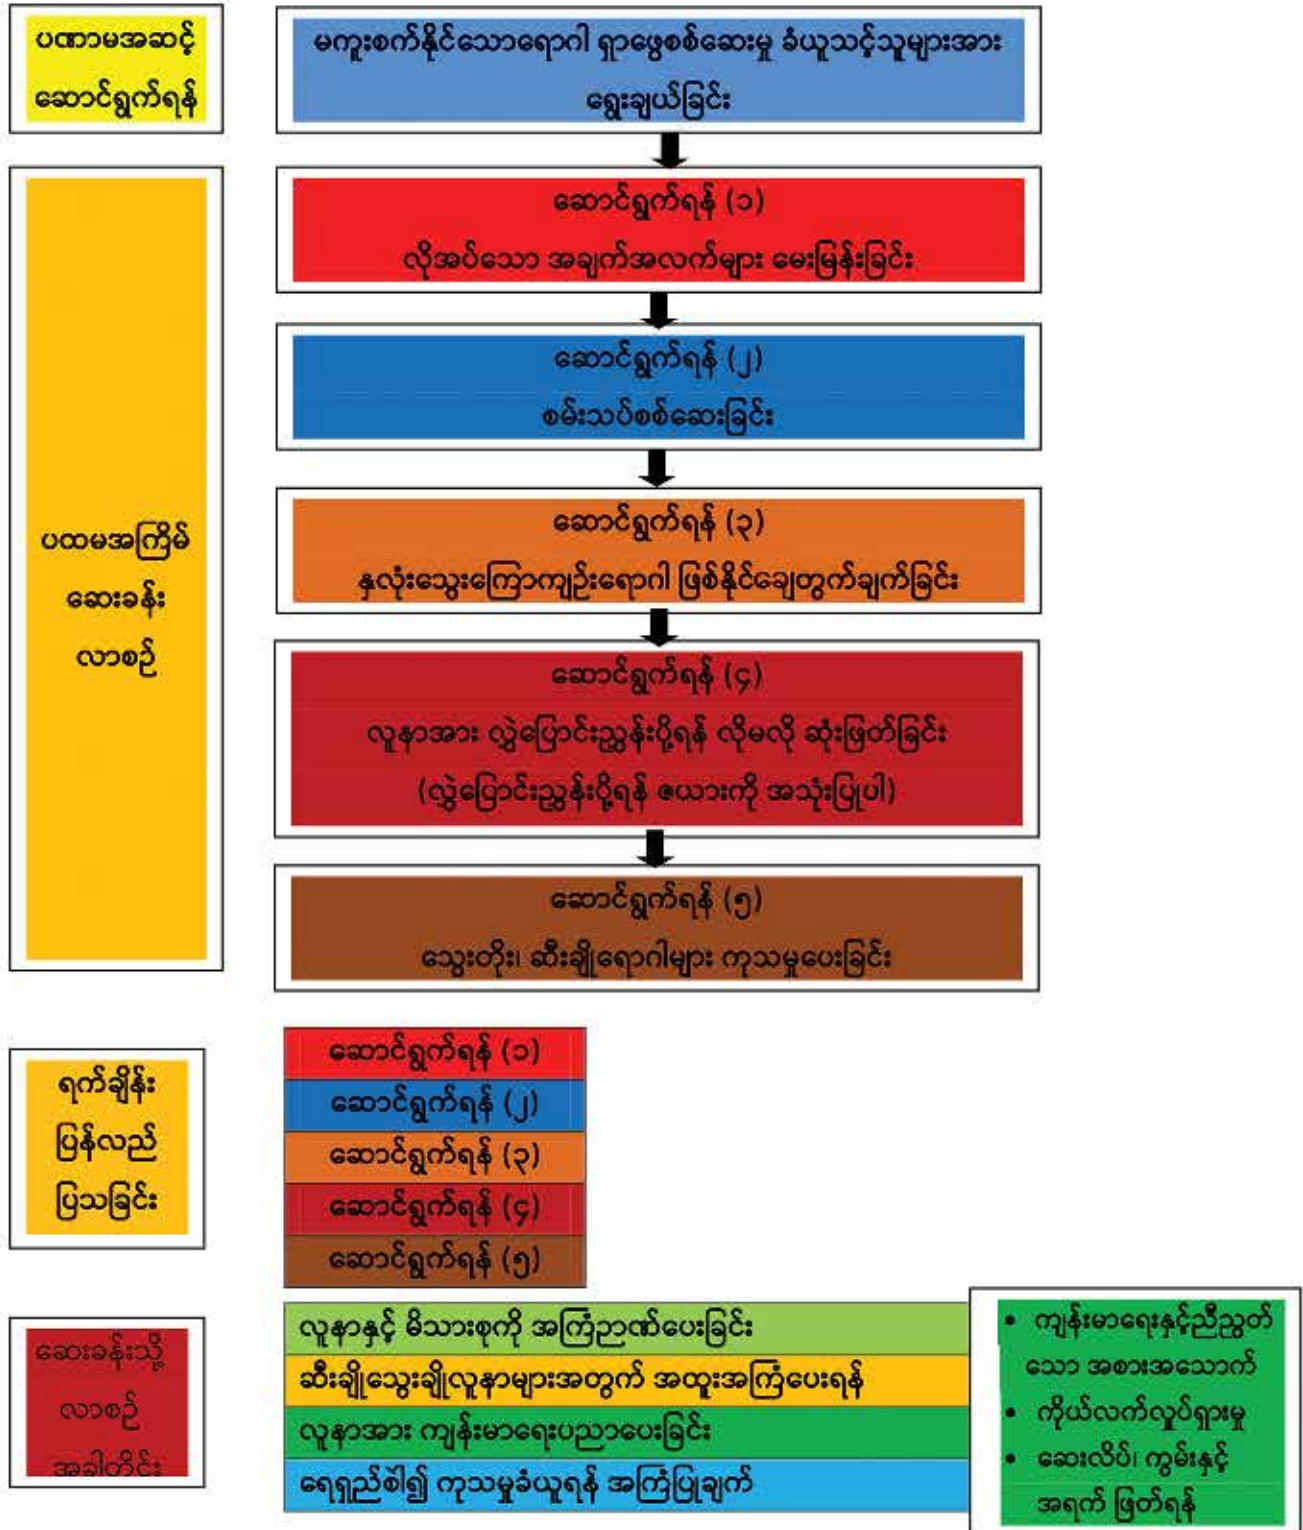 ပဏာမအဆင့်
ဆောင်ရွက်ရန်
မကူးစက်နိုင်သောရောဂါ ရှာဖွေစစ်ဆေးမှု ခံယူသင့်သူများအား
ရွေးချယ်ခြင်း
ပထမအကြိမ်
ဆေးခန်း
လာစဉ်
ဆောင်ရွက်ရန် (၁)
လိုအပ်သော အချက်အလက်များ မေးမြန်းခြင်း
ဆောင်ရွက်ရန် (၂)
စမ်းသပ်စစ်ဆေးခြင်း
ဆောင်ရွက်ရန် (၃)
နှလုံးသွေးကြောကျဉ်းရောဂါ ဖြစ်နိုင်ချေတွက်ချက်ခြင်း
ဆောင်ရွက်ရန် (၄)
လူနာအား လွှဲပြောင်းညွှန်းပို့ရန် လိုမလို ဆုံးဖြတ်ခြင်း
(လွှဲပြောင်းညွှန်းပို့ရန် ဇယားကို အသုံးပြုပါ)
ဆောင်ရွက်ရန် (၅)
သွေးတိုး၊ ဆီးချိုရောဂါများ ကုသမှုပေးခြင်း
ရက်ချိန်း
ပြန်လည်
ပြသခြင်း
ဆောင်ရွက်ရန် (၁)
ဆောင်ရွက်ရန် (၂)
ဆောင်ရွက်ရန် (၃)
ဆောင်ရွက်ရန် (၄)
ဆောင်ရွက်ရန် (၅)
ဆေးခန်းသို့
လာစဉ်
အခါတိုင်း
လူနာနှင့် မိသားစုကို အကြံဉာဏ်ပေးခြင်း
ဆီးချိုသွေးချိုလူနာများအတွက် အထူးအကြံပေးရန်
လူနာအား ကျန်းမာရေးပညာပေးခြင်း
ရေရှည်စွဲ၍ ကုသမှုခံယူရန် အကြံပြုချက်
• ကျန်းမာရေးနှင့်ညီညွတ်
သော အစားအသောက်
• ကိုယ်လက်လှုပ်ရှားမှု
• ဆေးလိပ်၊ ကွမ်းနှင့်
အရက် ဖြတ်ရန်